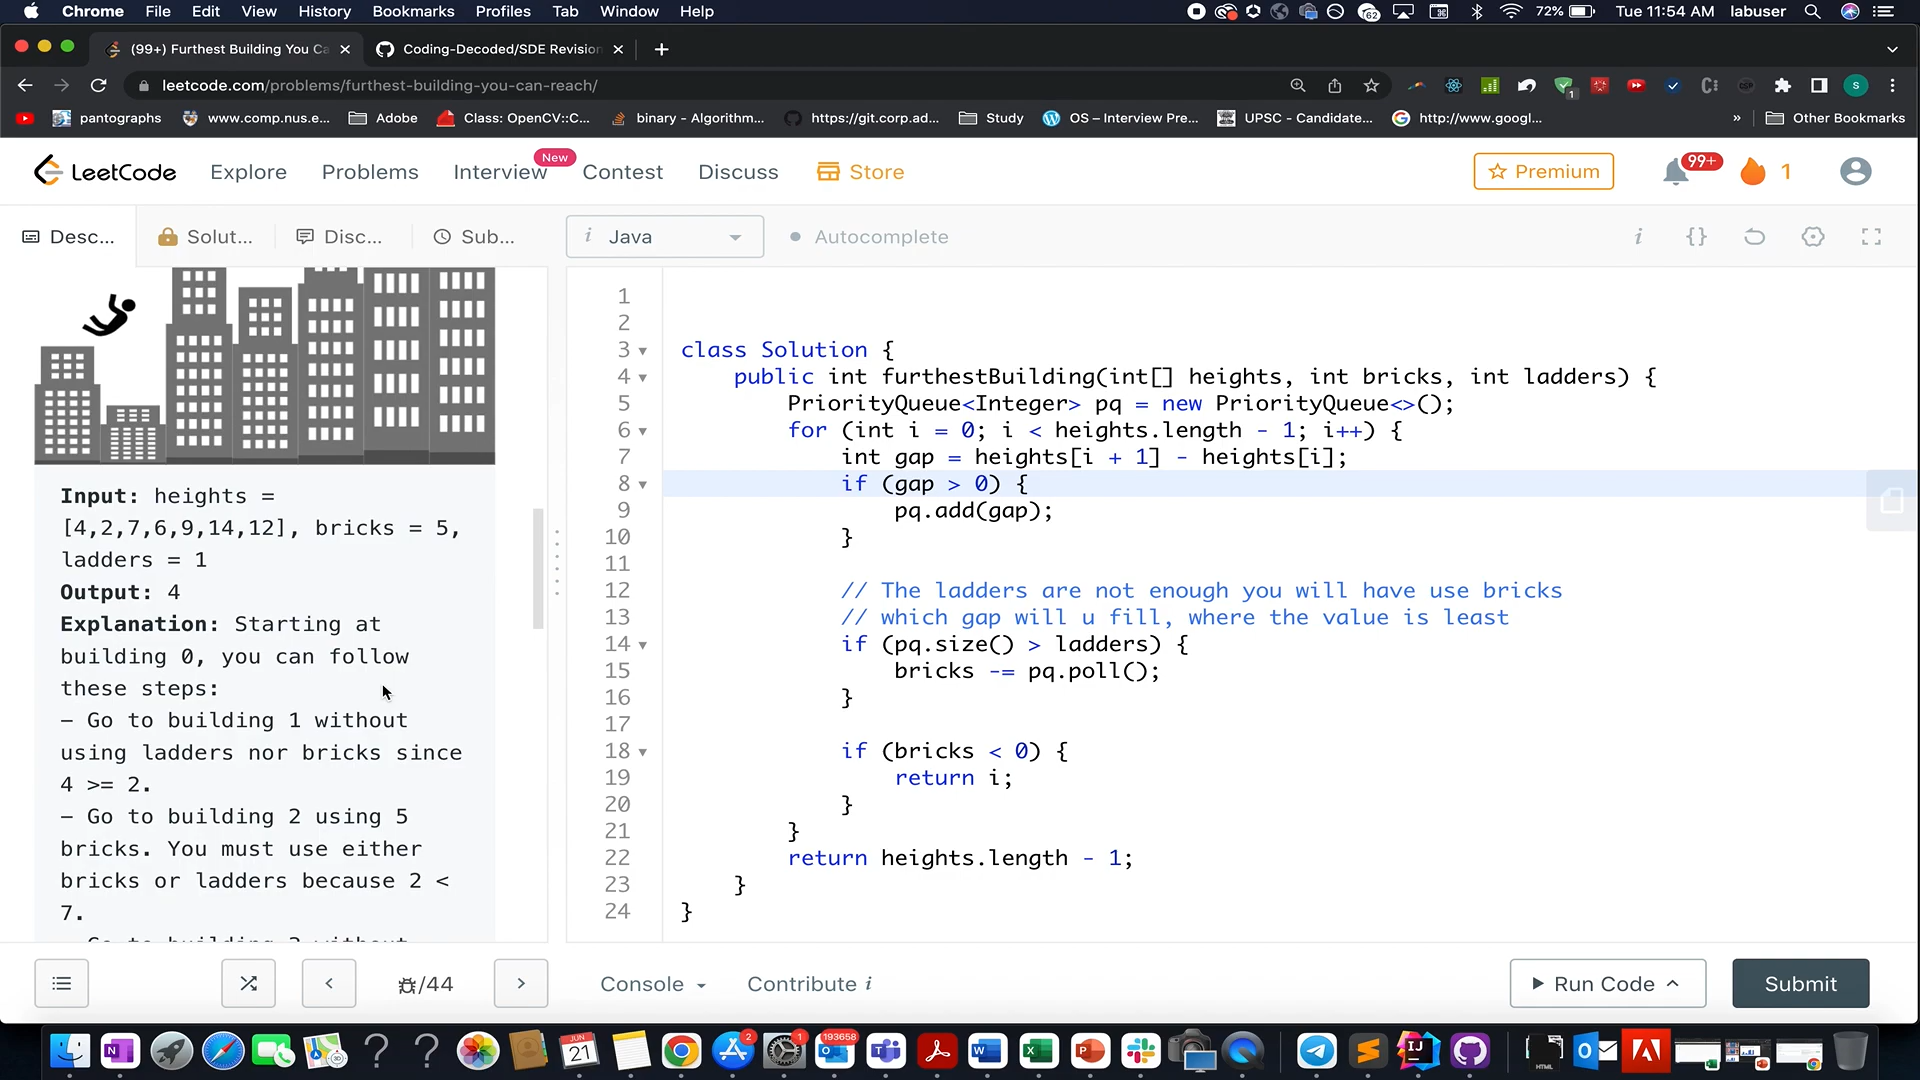 Chrome File Edit View History Bookmarks Profiles Tab Window Help
62 72% Tue 11:54 AM labuser
(99+) Furthest Building You Ca
Coding-Decoded/SDE Revision
leetcode.com/problems/furthest-building-you-can-reach/
pantographs www.comp.nus.e... Adobe Class: OpenCV::C... binary - Algorithm... https://git.corp.ad... Study OS – Interview Pre... UPSC - Candidate... http://www.googl... » Other Bookmarks
LeetCode Explore Problems Interview New Contest Discuss Store Premium 99+ 1
Desc... Solut... Disc... Sub... i Java Autocomplete i {}
Input: heights =
[4,2,7,6,9,14,12], bricks = 5,
ladders = 1
Output: 4
Explanation: Starting at
building 0, you can follow
these steps:
– Go to building 1 without
using ladders nor bricks since
4 >= 2.
– Go to building 2 using 5
bricks. You must use either
bricks or ladders because 2 <
7.
– Go to building 3 without
1
2
3 class Solution {
4 public int furthestBuilding(int[] heights, int bricks, int ladders) {
5 PriorityQueue<Integer> pq = new PriorityQueue<>();
6 for (int i = 0; i < heights.length - 1; i++) {
7 int gap = heights[i + 1] - heights[i];
8 if (gap > 0) {
9 pq.add(gap);
10 }
11
12 // The ladders are not enough you will have use bricks
13 // which gap will u fill, where the value is least
14 if (pq.size() > ladders) {
15 bricks -= pq.poll();
16 }
17
18 if (bricks < 0) {
19 return i;
20 }
21 }
22 return heights.length - 1;
23 }
24 }
/44 Console Contribute i Run Code Submit
2 1 193658
JUN
21